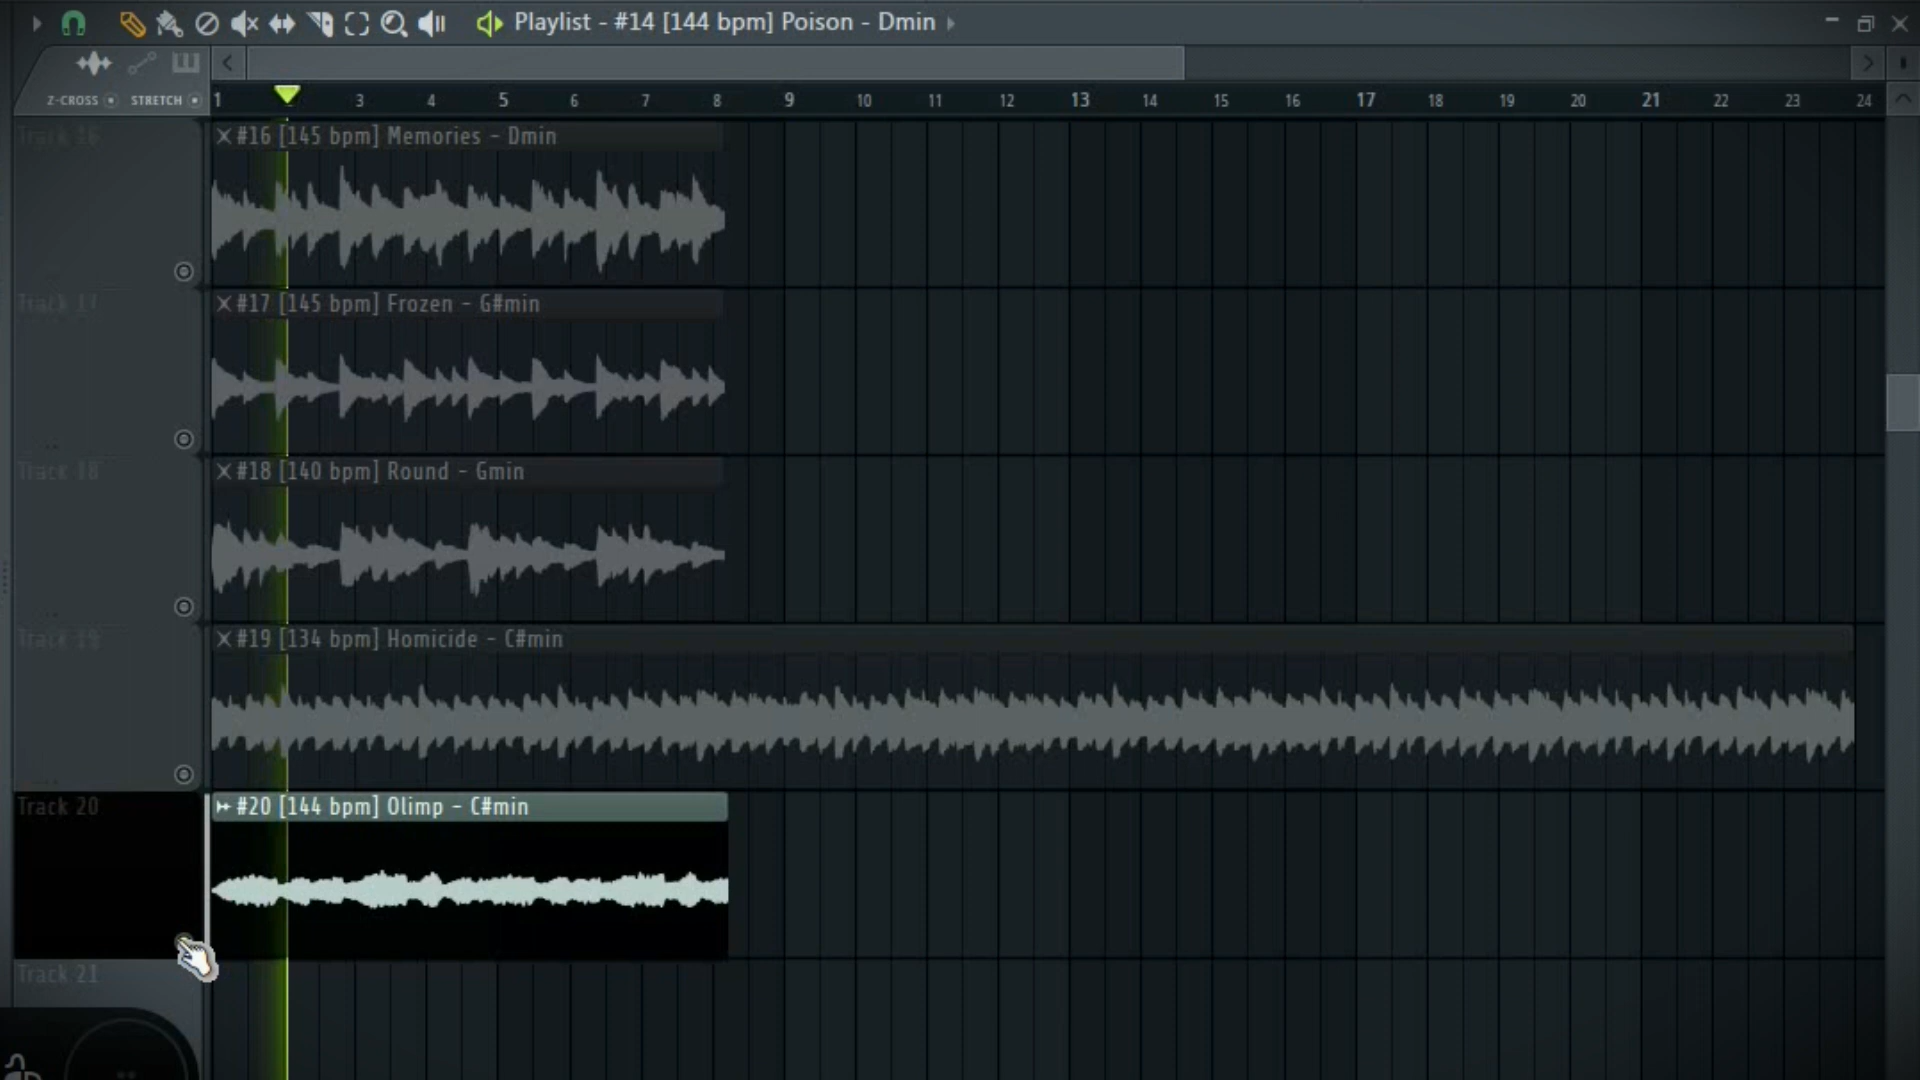 Playlist - #14 [144 bpm] Poison - Dmin
Z-CROSS STRETCH
1 3 4 5 6 7 8 9 10 11 12 13 14 15 16 17 18 19 20 21 22 23 24
Track 16
#16 [145 bpm] Memories - Dmin
Track 17
#17 [145 bpm] Frozen - G#min
Track 18
#18 [140 bpm] Round - Gmin
Track 19
#19 [134 bpm] Homicide - C#min
Track 20
#20 [144 bpm] Olimp - C#min
Track 21